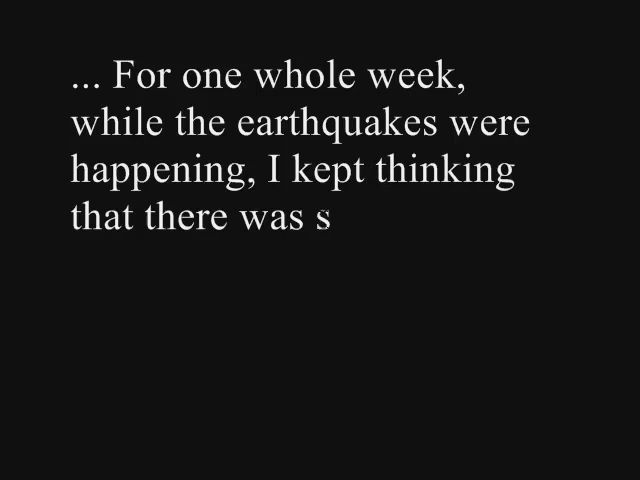 ... For one whole week,
while the earthquakes were
happening, I kept thinking
that there was s